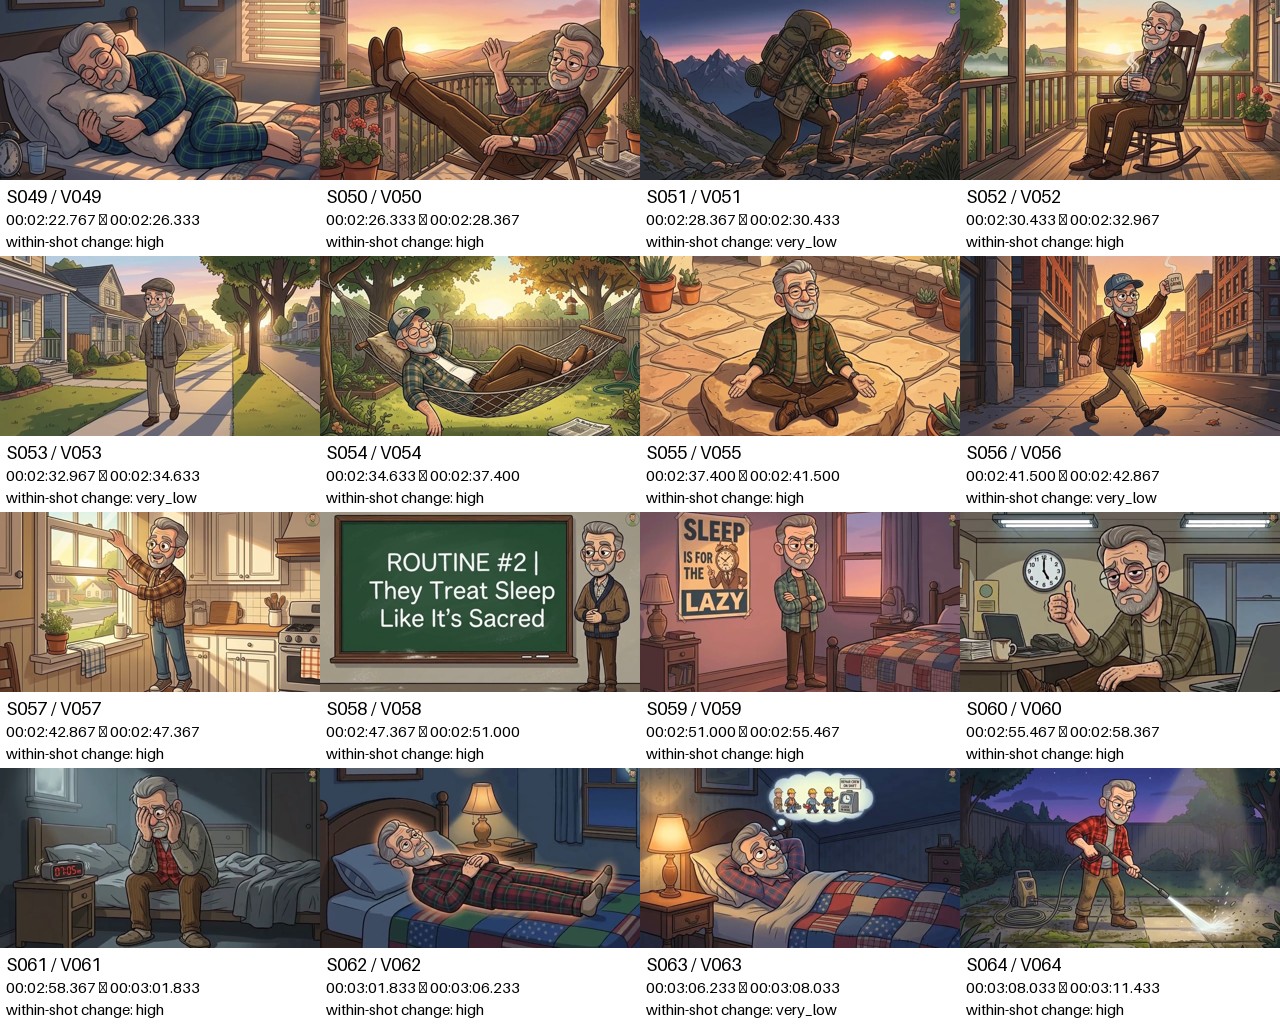 S049 / V049
00:02:22.767 00:02:26.333
within-shot change: high
S050 / V050
00:02:26.333 00:02:28.367
within-shot change: high
S051 / V051
00:02:28.367 00:02:30.433
within-shot change: very_low
S052 / V052
00:02:30.433 00:02:32.967
within-shot change: high
S053 / V053
00:02:32.967 00:02:34.633
within-shot change: very_low
S054 / V054
00:02:34.633 00:02:37.400
within-shot change: high
S055 / V055
00:02:37.400 00:02:41.500
within-shot change: high
S056 / V056
00:02:41.500 00:02:42.867
within-shot change: very_low
S057 / V057
00:02:42.867 00:02:47.367
within-shot change: high
ROUTINE #2 |
They Treat Sleep
Like It's Sacred
S058 / V058
00:02:47.367 00:02:51.000
within-shot change: high
SLEEP
IS FOR
THE
LAZY
S059 / V059
00:02:51.000 00:02:55.467
within-shot change: high
S060 / V060
00:02:55.467 00:02:58.367
within-shot change: high
S061 / V061
00:02:58.367 00:03:01.833
within-shot change: high
S062 / V062
00:03:01.833 00:03:06.233
within-shot change: high
S063 / V063
00:03:06.233 00:03:08.033
within-shot change: very_low
S064 / V064
00:03:08.033 00:03:11.433
within-shot change: high